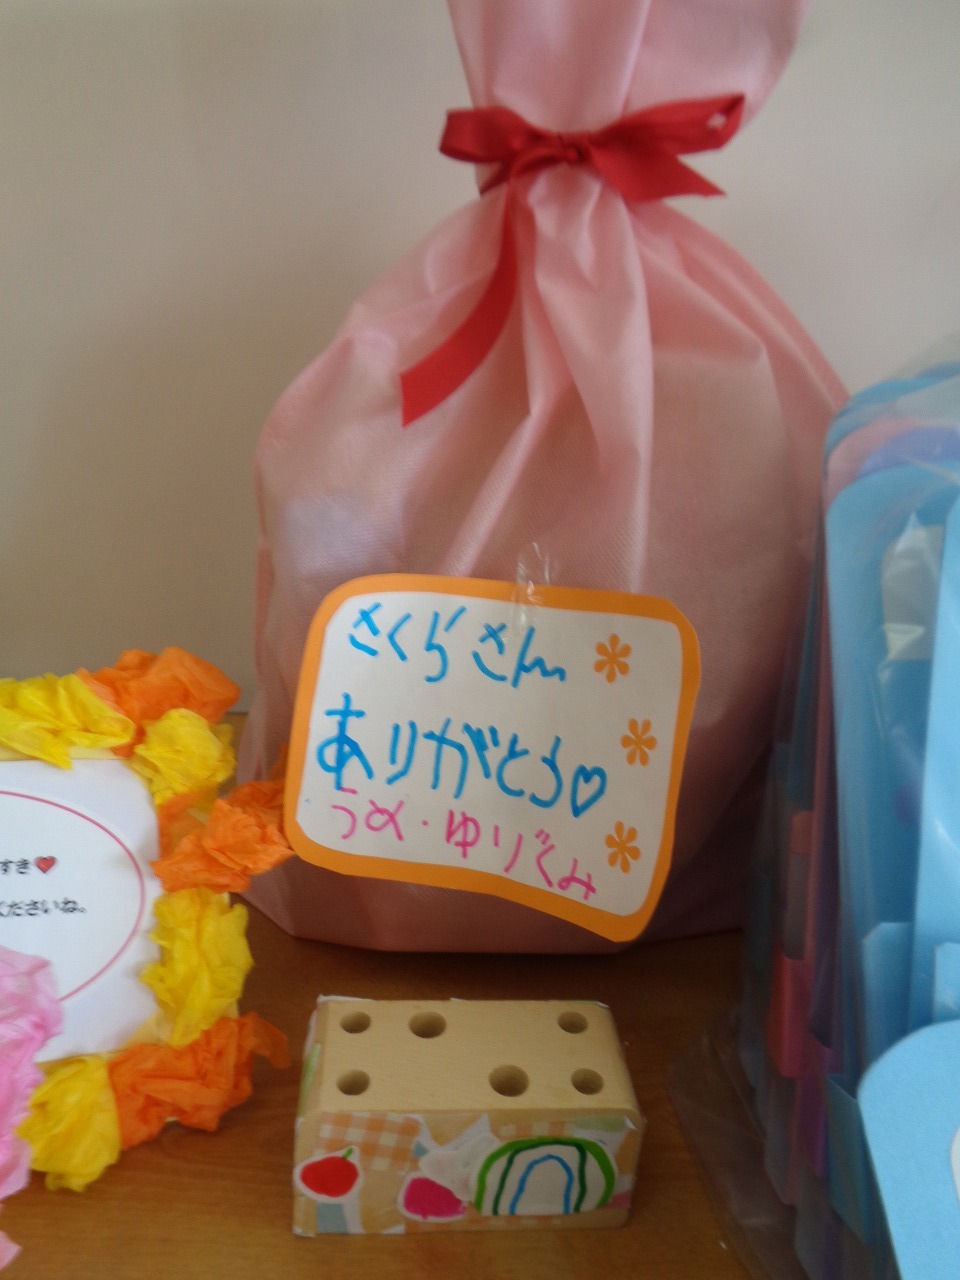 さくらさん
ありがとう♡
うめ・ゆりぐみ
すき❤
くださいね。